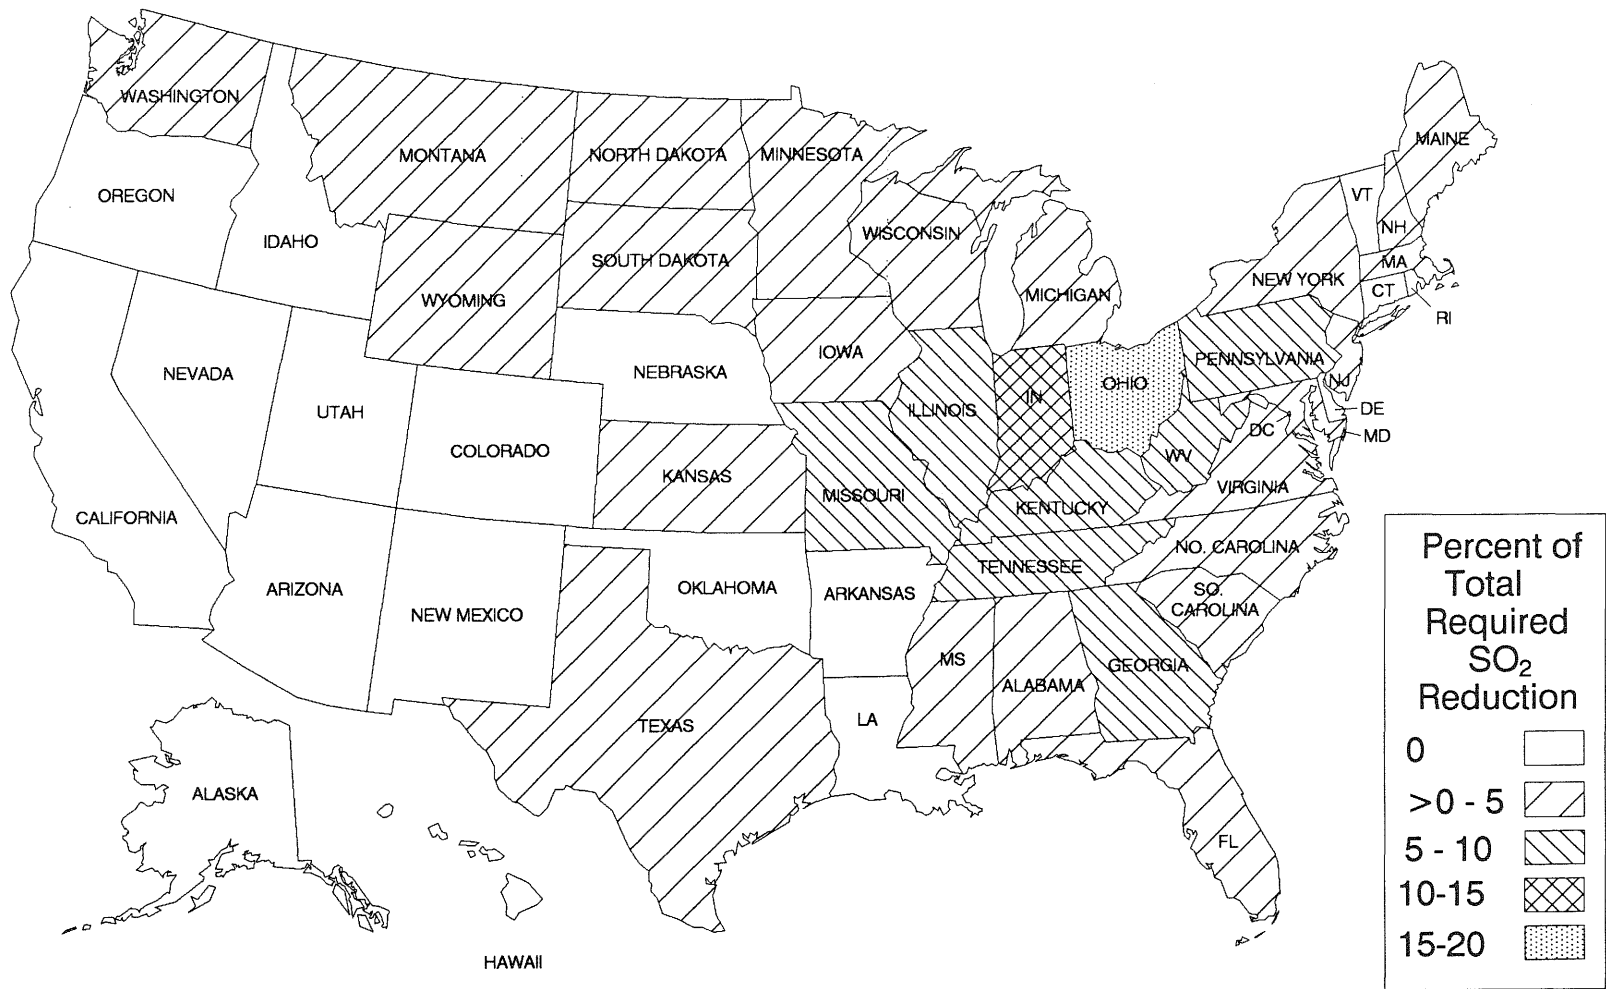 WASHINGTON
MONTANA
NORTH DAKOTA
MINNESOTA
MAINE
OREGON
IDAHO
WYOMING
SOUTH DAKOTA
WISCONSIN
MICHIGAN
NEW YORK
VT
NH
MA
CT
RI
NEVADA
UTAH
COLORADO
NEBRASKA
IOWA
ILLINOIS
IN
OHIO
PENNSYLVANIA
NJ
DE
MD
DC
WV
VIRGINIA
CALIFORNIA
KANSAS
MISSOURI
KENTUCKY
NO. CAROLINA
TENNESSEE
SO.
CAROLINA
ARIZONA
NEW MEXICO
OKLAHOMA
ARKANSAS
MS
ALABAMA
GEORGIA
TEXAS
LA
FL
ALASKA
HAWAII
Percent of
Total
Required
SO₂
Reduction
0
>0 - 5
5 - 10
10-15
15-20